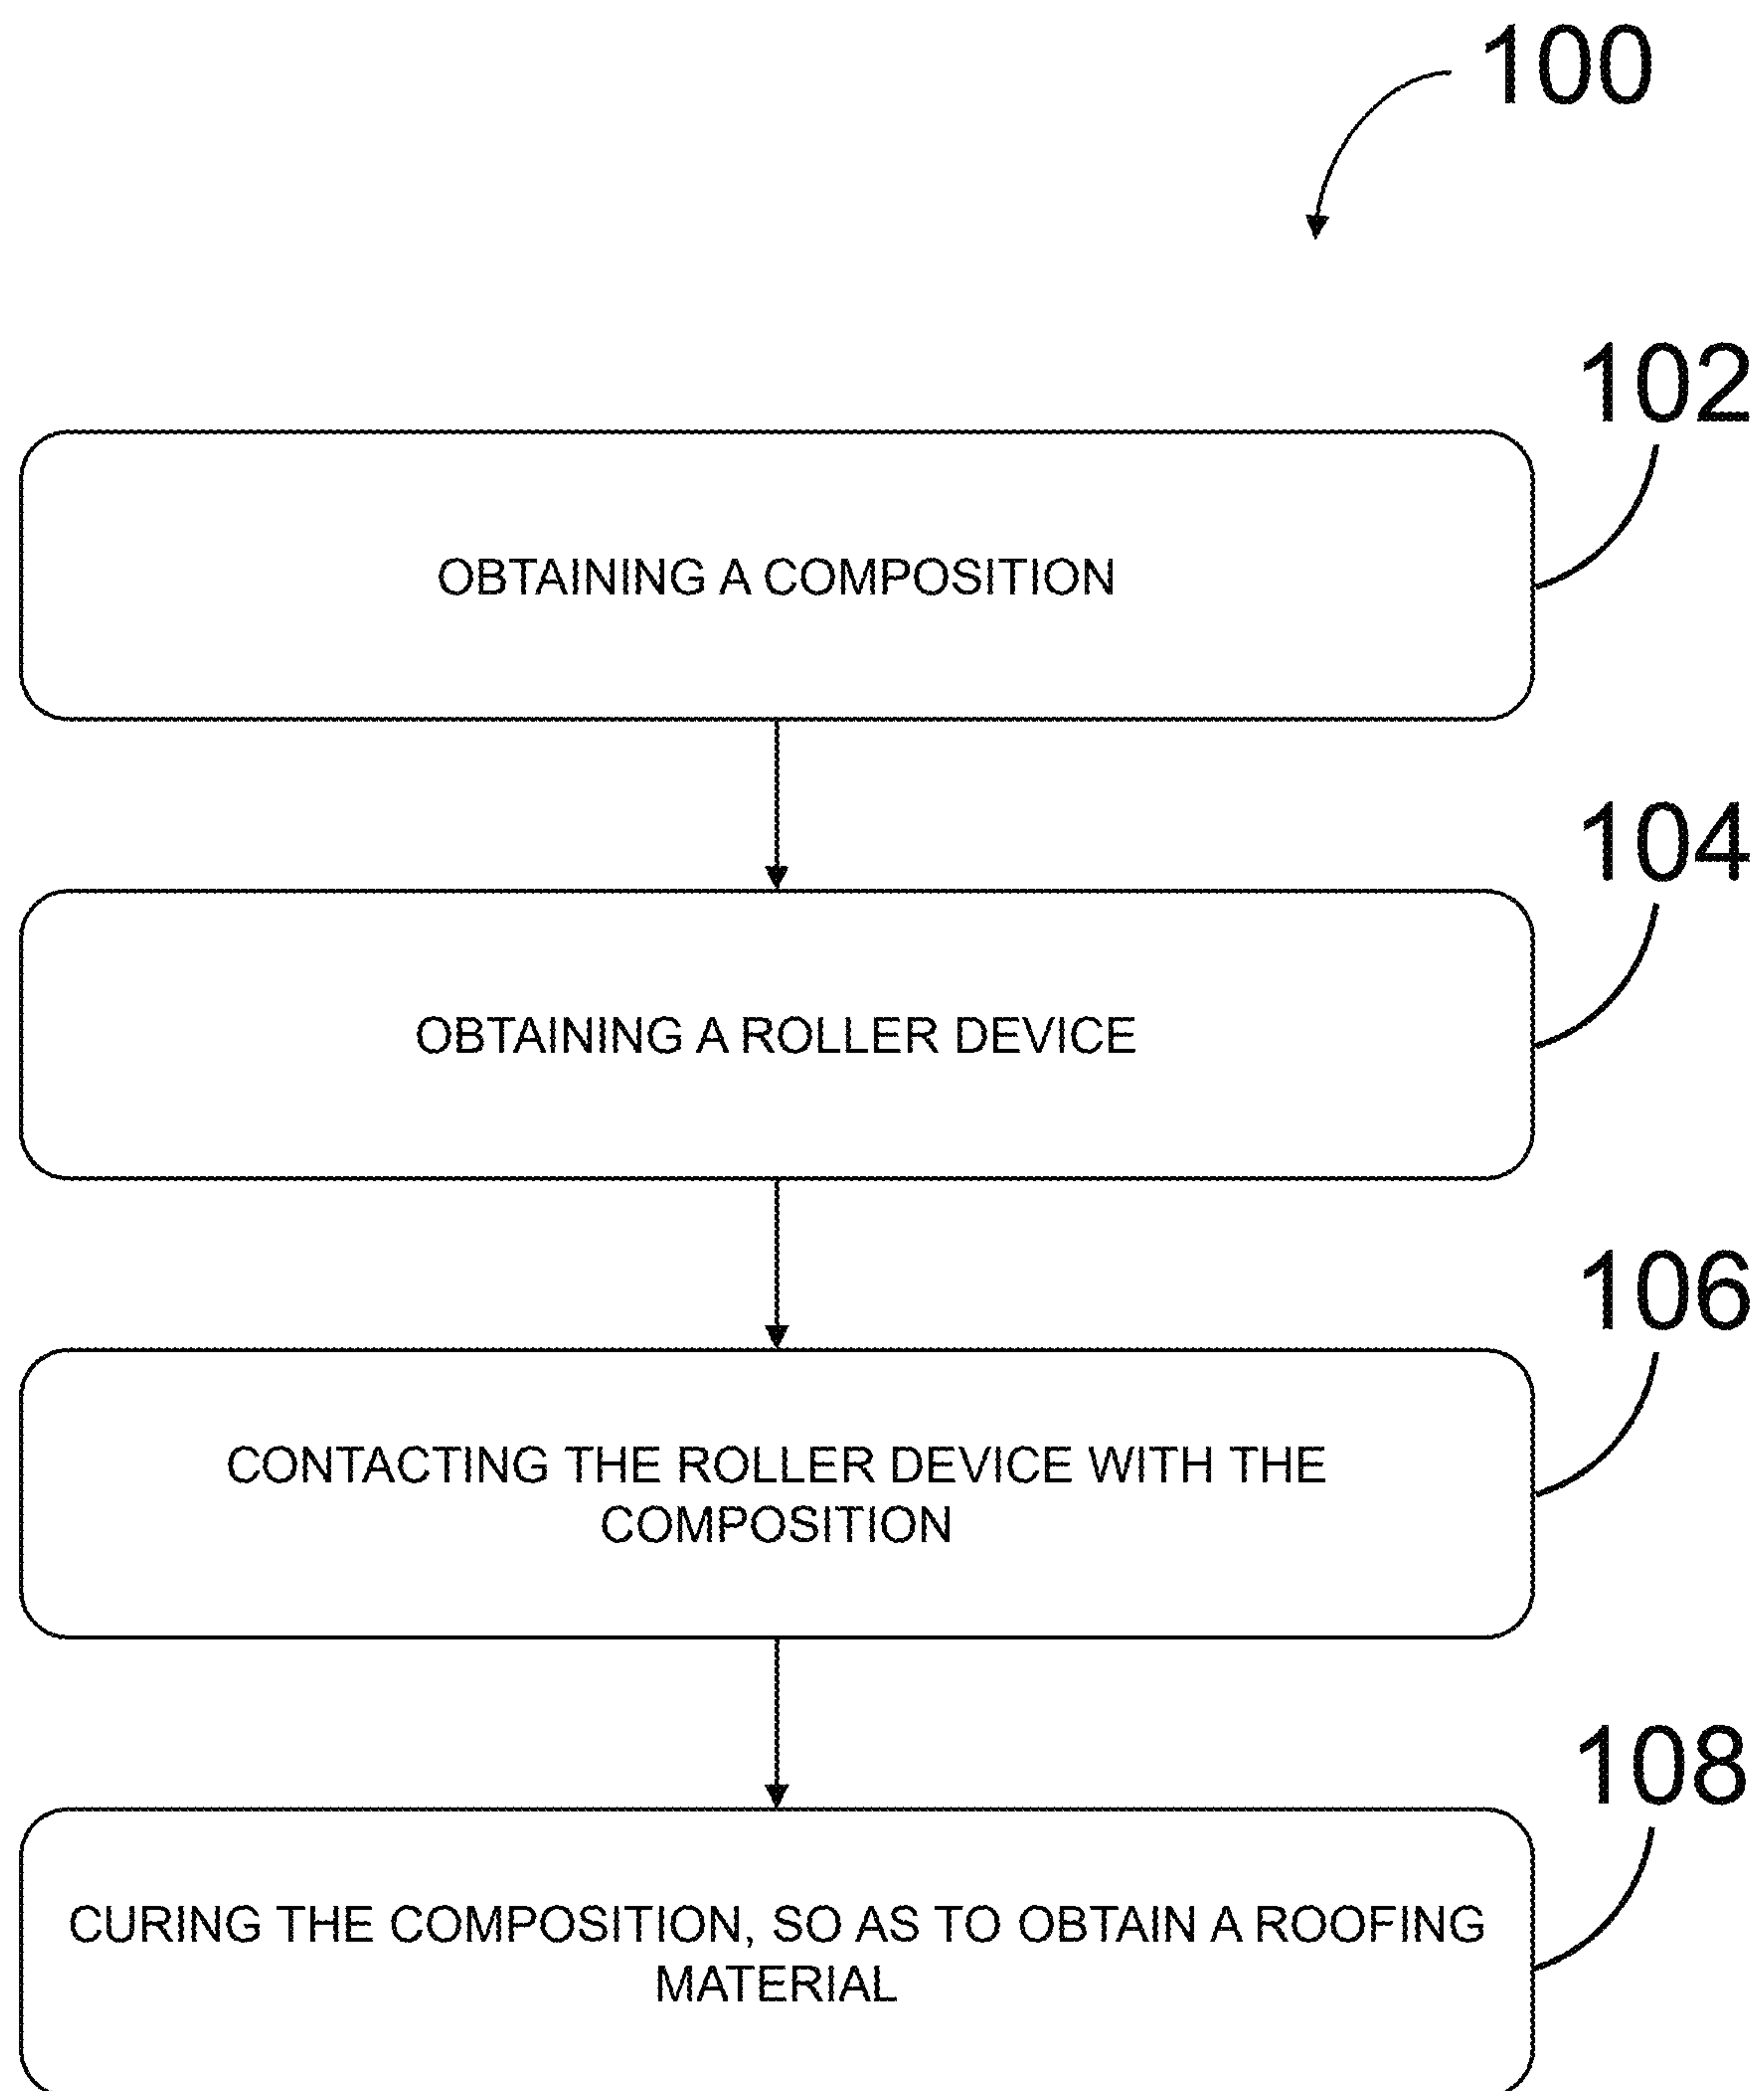 100
102
OBTAINING A COMPOSITION
104
OBTAINING A ROLLER DEVICE
106
CONTACTING THE ROLLER DEVICE WITH THE
COMPOSITION
108
CURING THE COMPOSITION, SO AS TO OBTAIN A ROOFING
MATERIAL